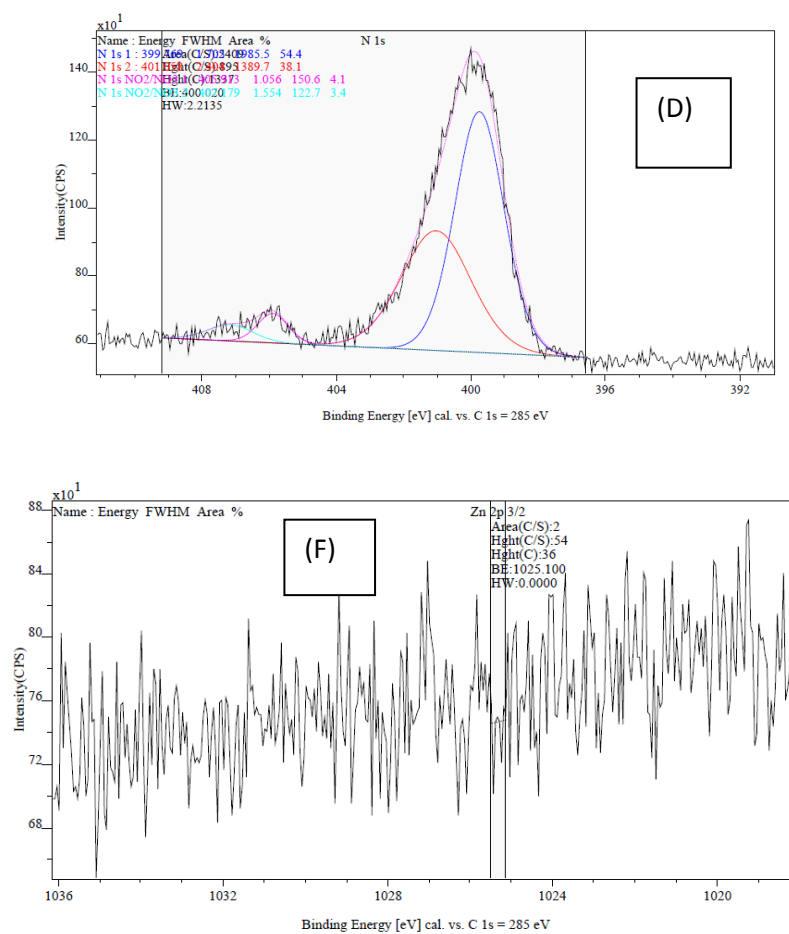 x10¹
Name : Energy FWHM Area % N 1s
N 1s 1 : 399 1985.5 54.4
N 1s 2 : 401 1389.7 38.1
N 1s NO2/N 1.056 150.6 4.1
N 1s NO2/N 1.554 122.7 3.4
HW:2.2135
(D)
140
120
100
80
60
Intensity(CPS)
408 404 400 396 392
Binding Energy [eV] cal. vs. C 1s = 285 eV
x10¹
88
Name : Energy FWHM Area % Zn 2p 3/2
Area(C/S):2
Hght(C/S):54
Hght(C):36
BE:1025.100
HW:0.0000
(F)
84
80
76
72
68
Intensity(CPS)
1036 1032 1028 1024 1020
Binding Energy [eV] cal. vs. C 1s = 285 eV